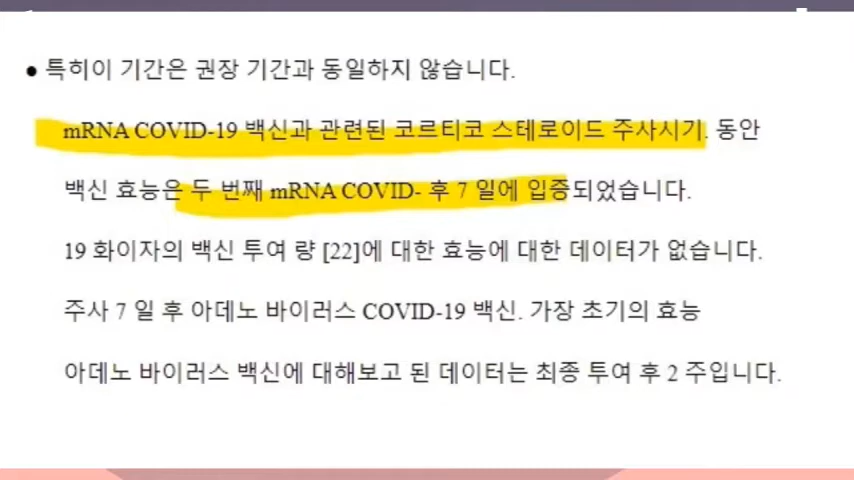 ● 특히이 기간은 권장 기간과 동일하지 않습니다.
mRNA COVID-19 백신과 관련된 코르티코 스테로이드 주사시기. 동안
백신 효능은 두 번째 mRNA COVID- 후 7 일에 입증되었습니다.
19 화이자의 백신 투여 량 [22]에 대한 효능에 대한 데이터가 없습니다.
주사 7 일 후 아데노 바이러스 COVID-19 백신. 가장 초기의 효능
아데노 바이러스 백신에 대해보고 된 데이터는 최종 투여 후 2 주입니다.